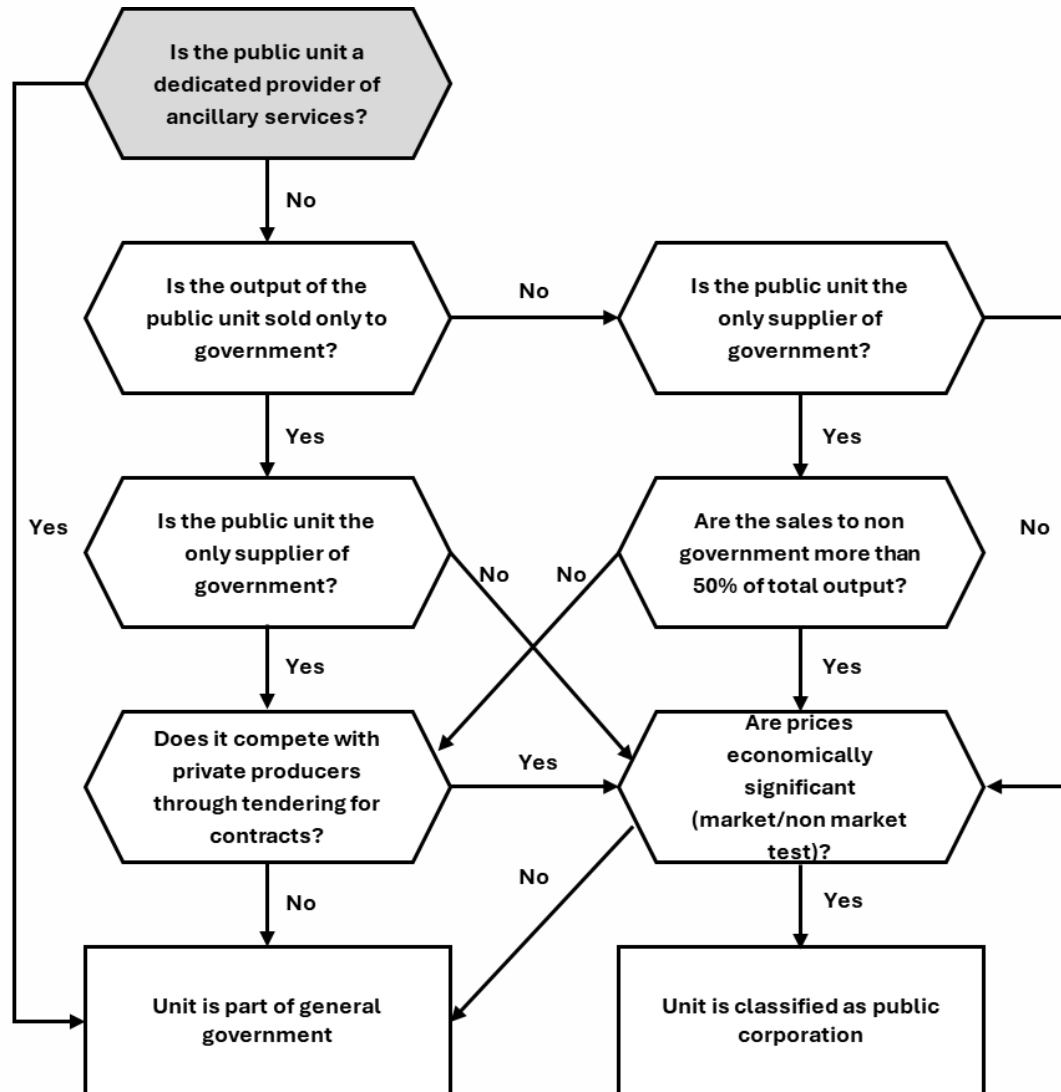 Is the public unit a
dedicated provider of
ancillary services?
No
Is the output of the
public unit sold only to
government?
No
Is the public unit the
only supplier of
government?
Yes
Yes
Yes
Is the public unit the
only supplier of
government?
No
No
Are the sales to non
government more than
50% of total output?
No
Yes
Yes
Does it compete with
private producers
through tendering for
contracts?
Yes
Are prices
economically
significant
(market/non market
test)?
No
No
Yes
Unit is part of general
government
Unit is classified as public
corporation